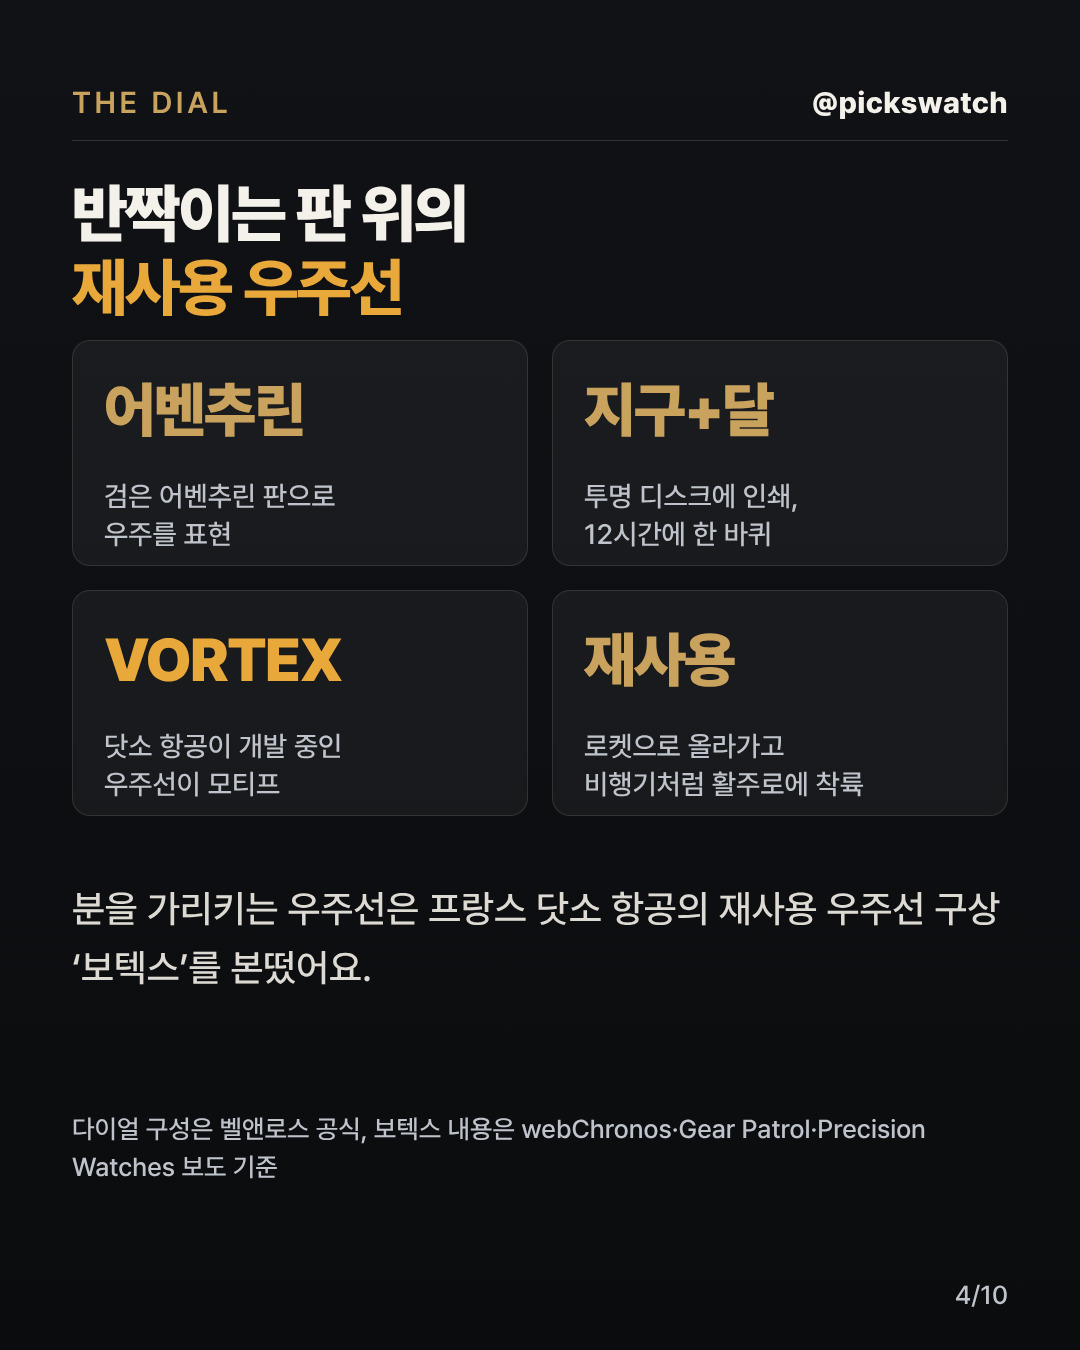 THE DIAL
@pickswatch
반짝이는 판 위의
재사용 우주선
어벤추린
검은 어벤추린 판으로
우주를 표현
지구+달
투명 디스크에 인쇄,
12시간에 한 바퀴
VORTEX
닷소 항공이 개발 중인
우주선이 모티프
재사용
로켓으로 올라가고
비행기처럼 활주로에 착륙
분을 가리키는 우주선은 프랑스 닷소 항공의 재사용 우주선 구상
‘보텍스’를 본떴어요.
다이얼 구성은 벨앤로스 공식, 보텍스 내용은 webChronos·Gear Patrol·Precision
Watches 보도 기준
4/10